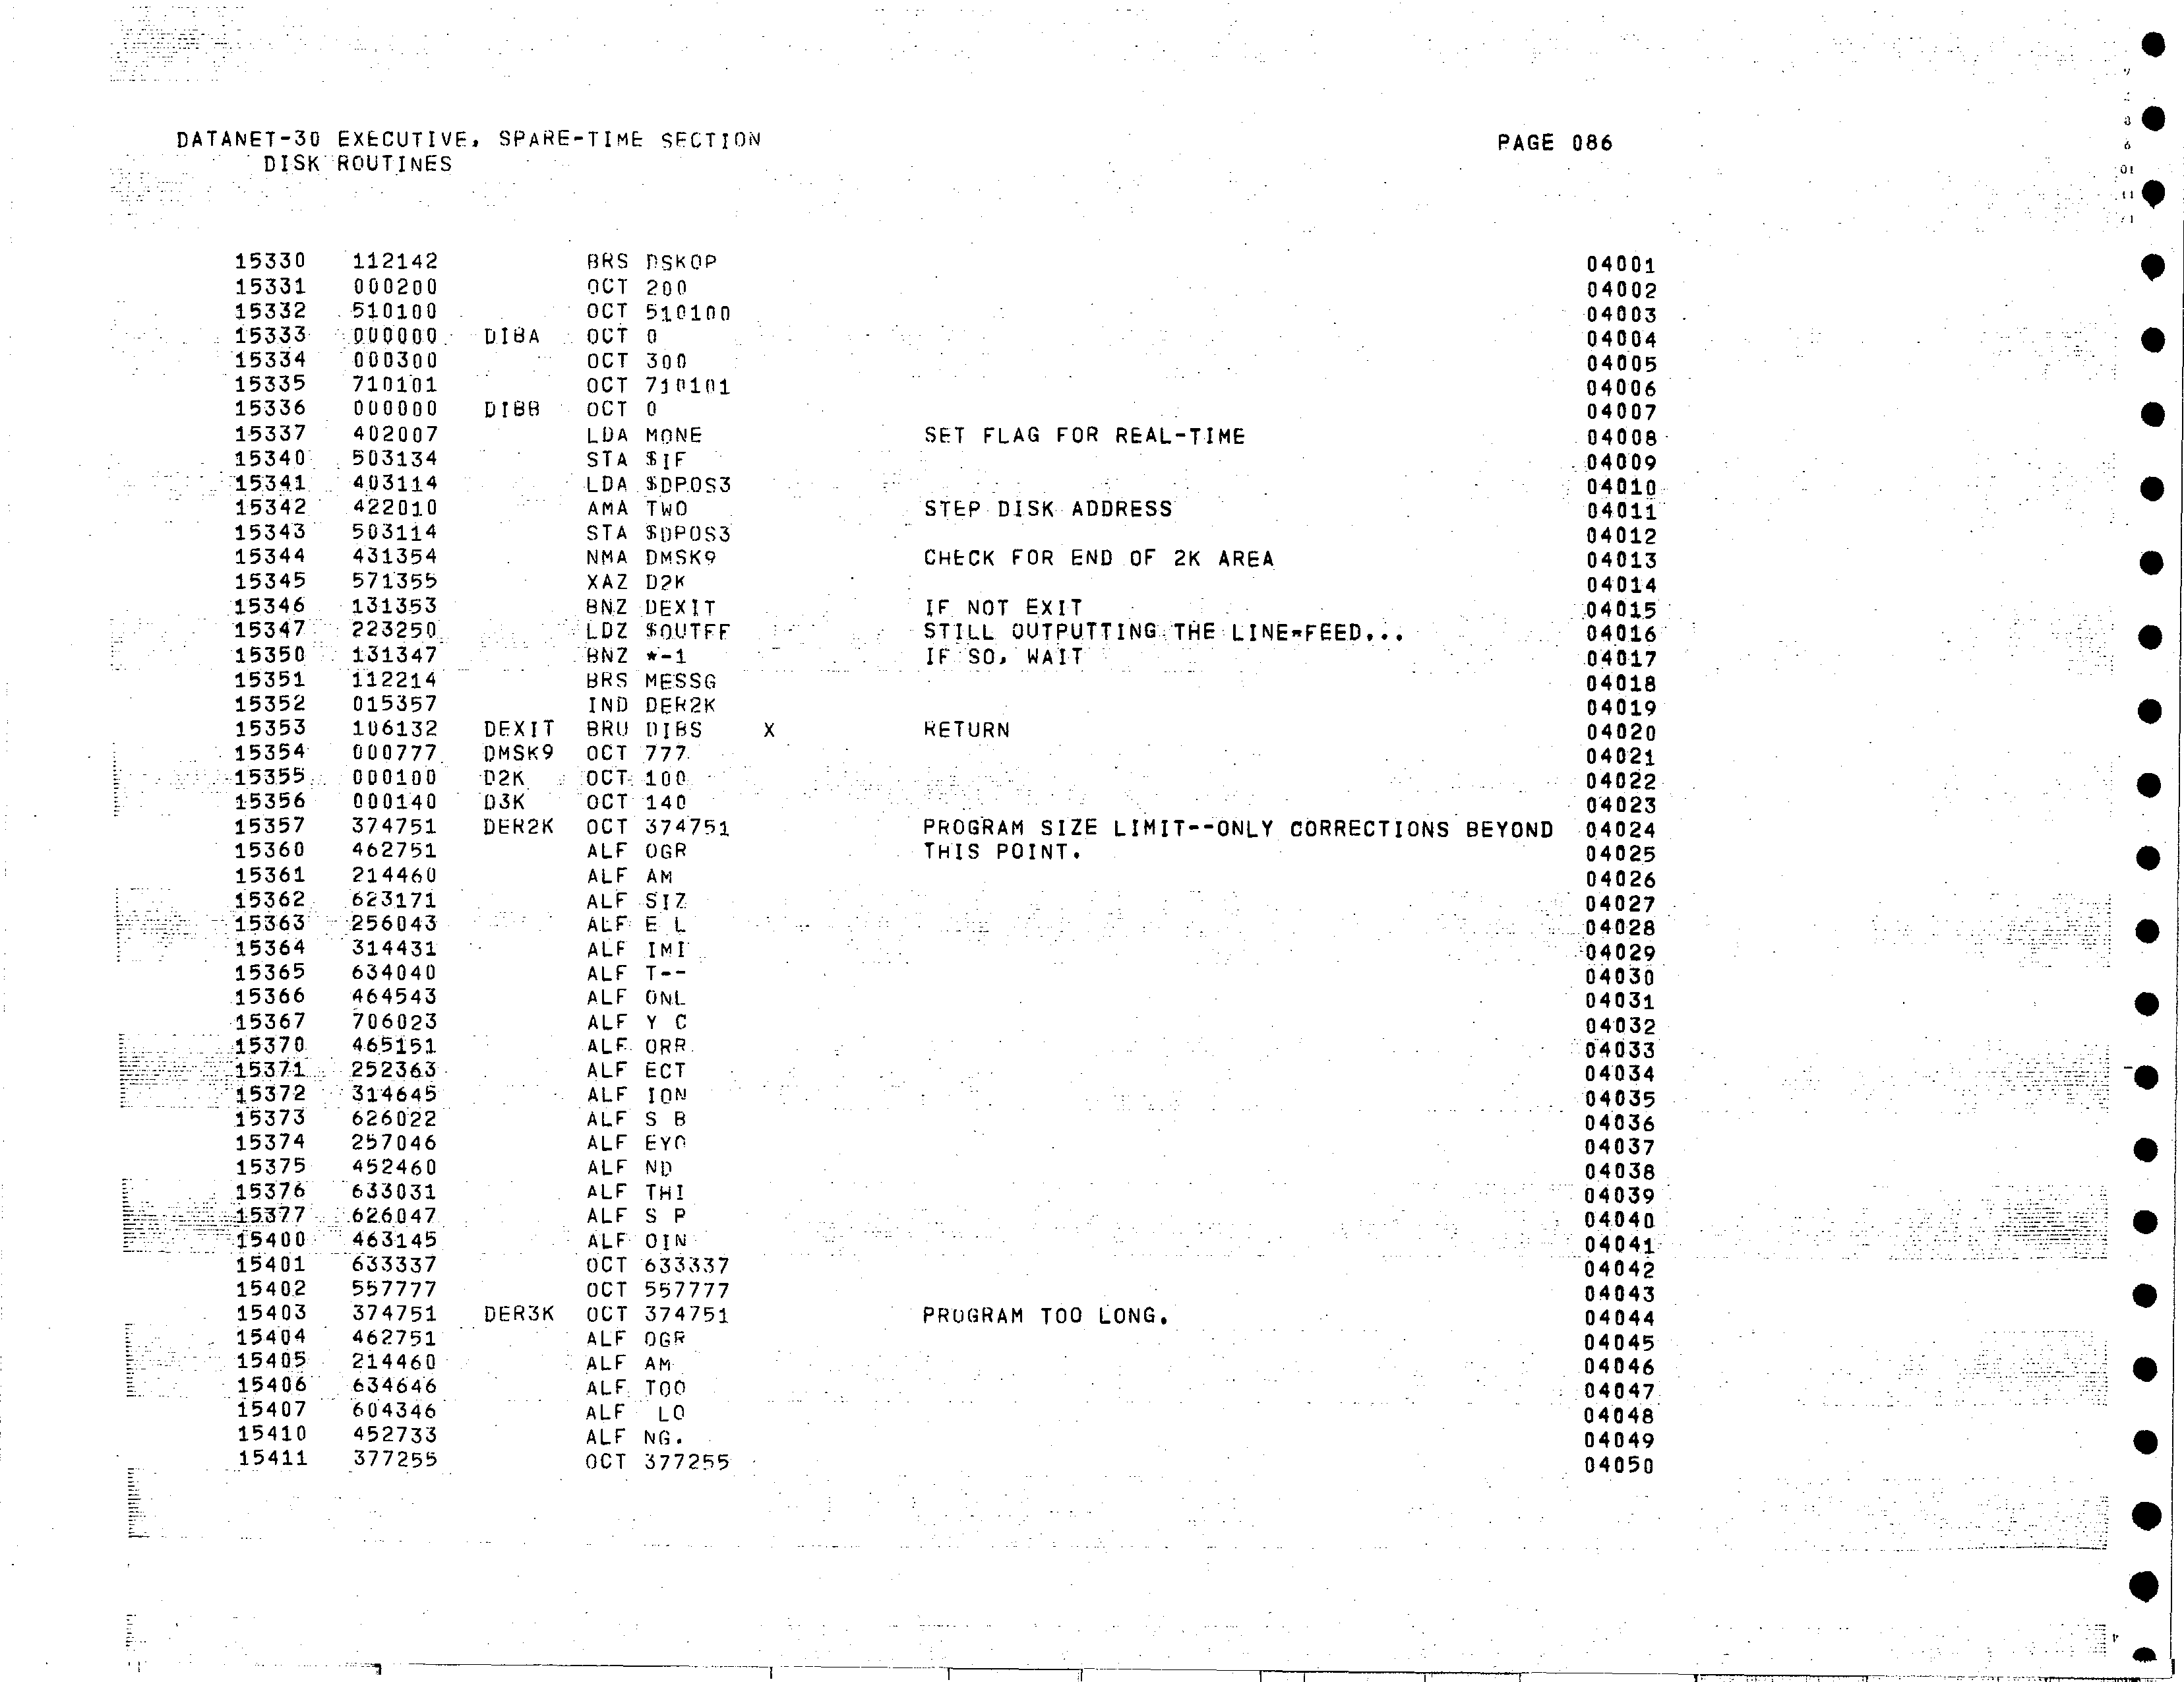 DATANET-30 EXECUTIVE, SPARE-TIME SECTION PAGE 086
DISK ROUTINES
15330 112142 BRS DSKOP 04001
15331 000200 OCT 200 04002
15332 510100 OCT 510100 04003
15333 000000 DIBA OCT 0 04004
15334 000300 OCT 300 04005
15335 710101 OCT 710101 04006
15336 000000 DIBB OCT 0 04007
15337 402007 LDA MONE SET FLAG FOR REAL-TIME 04008
15340 503134 STA $IF 04009
15341 403114 LDA $DPOS3 04010
15342 422010 AMA TWO STEP DISK ADDRESS 04011
15343 503114 STA $DPOS3 04012
15344 431354 NMA DMSK9 CHECK FOR END OF 2K AREA 04013
15345 571355 XAZ D2K 04014
15346 131353 BNZ DEXIT IF NOT EXIT 04015
15347 223250 LDZ $OUTFF STILL OUTPUTTING THE LINE-FEED... 04016
15350 131347 BNZ *-1 IF SO, WAIT 04017
15351 112214 BRS MESSG 04018
15352 015357 IND DER2K 04019
15353 106132 DEXIT BRU DIBS X RETURN 04020
15354 000777 DMSK9 OCT 777 04021
15355 000100 D2K OCT 100 04022
15356 000140 D3K OCT 140 04023
15357 374751 DER2K OCT 374751 PROGRAM SIZE LIMIT--ONLY CORRECTIONS BEYOND 04024
15360 462751 ALF OGR THIS POINT. 04025
15361 214460 ALF AM 04026
15362 623171 ALF SIZ 04027
15363 256043 ALF E L 04028
15364 314431 ALF IMI 04029
15365 634040 ALF T-- 04030
15366 464543 ALF ONL 04031
15367 706023 ALF Y C 04032
15370 465151 ALF ORR 04033
15371 252363 ALF ECT 04034
15372 314645 ALF ION 04035
15373 626022 ALF S B 04036
15374 257046 ALF EYO 04037
15375 452460 ALF ND 04038
15376 633031 ALF THI 04039
15377 626047 ALF S P 04040
15400 463145 ALF OIN 04041
15401 633337 OCT 633337 04042
15402 557777 OCT 557777 04043
15403 374751 DER3K OCT 374751 PROGRAM TOO LONG. 04044
15404 462751 ALF OGR 04045
15405 214460 ALF AM 04046
15406 634646 ALF TOO 04047
15407 604346 ALF LO 04048
15410 452733 ALF NG. 04049
15411 377255 OCT 377255 04050